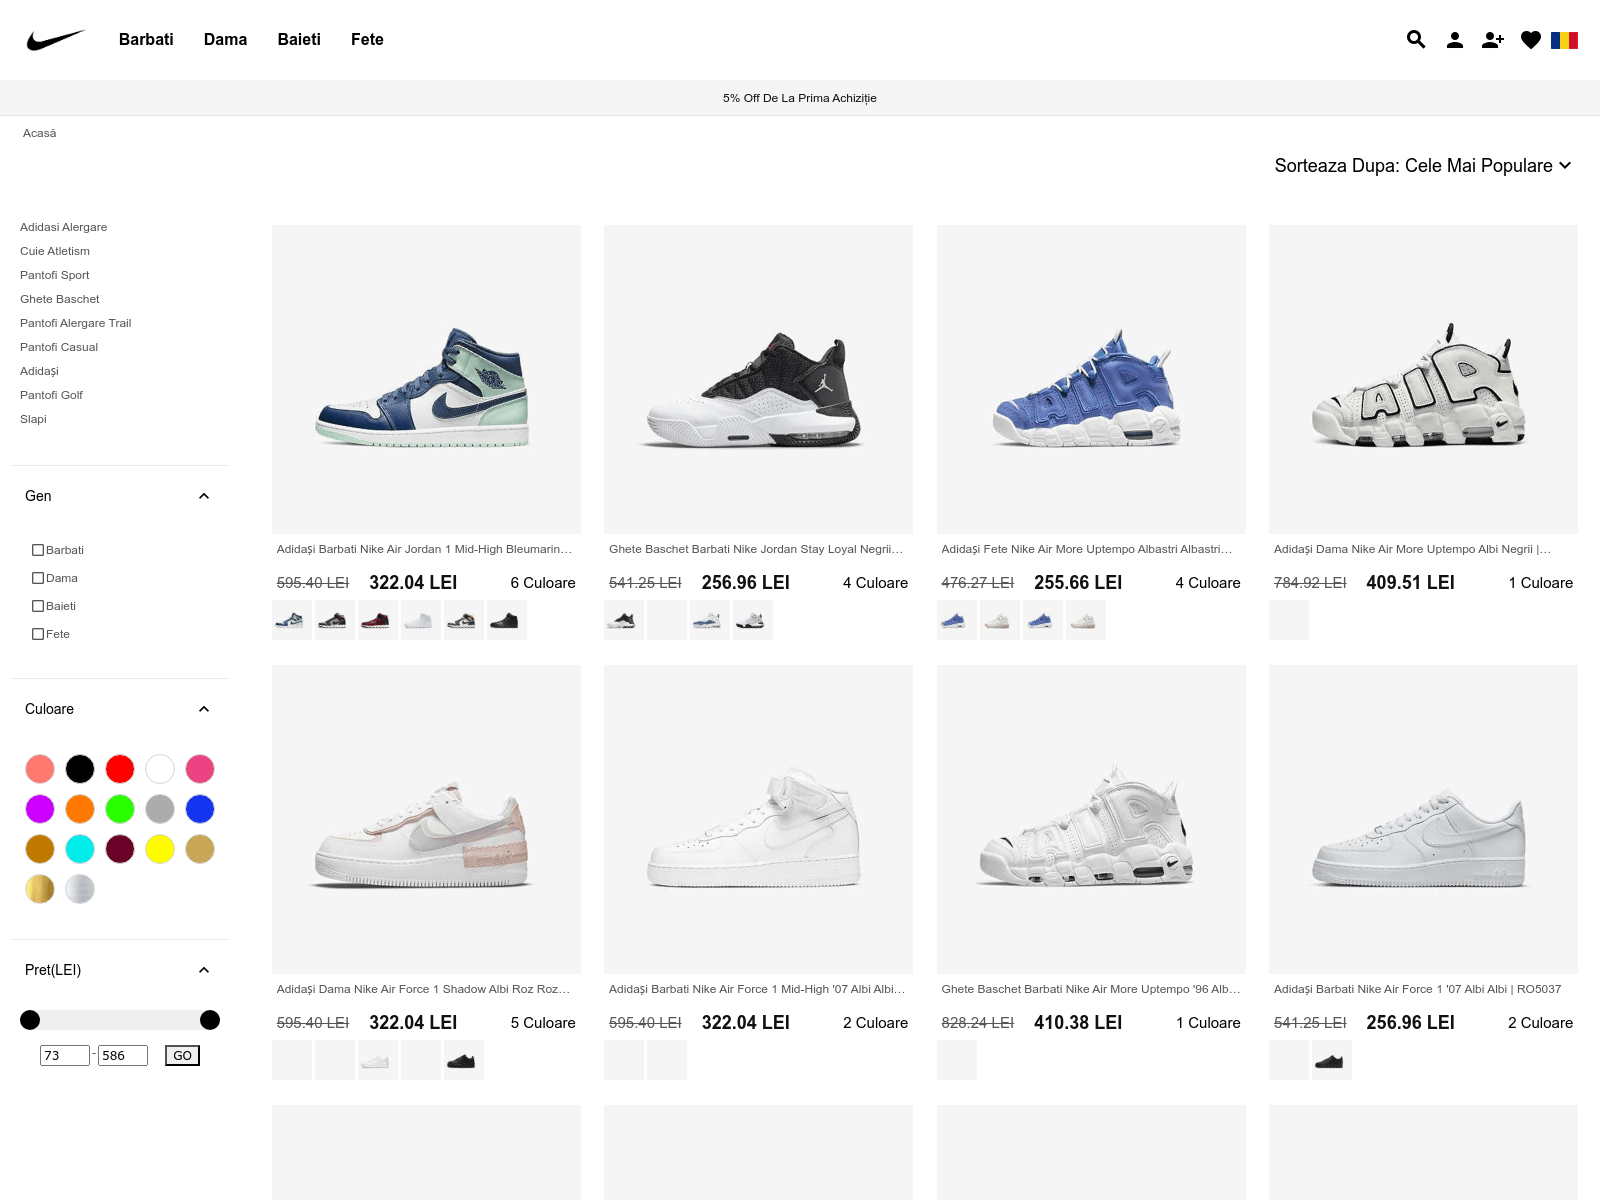 Barbati Dama Baieti Fete
5% Off De La Prima Achiziție
Acasă
Sorteaza Dupa: Cele Mai Populare
Adidasi Alergare
Cuie Atletism
Pantofi Sport
Ghete Baschet
Pantofi Alergare Trail
Pantofi Casual
Adidași
Pantofi Golf
Slapi
Gen
Barbati
Dama
Baieti
Fete
Culoare
Pret(LEI)
73 - 586 GO
Adidași Barbati Nike Air Jordan 1 Mid-High Bleumarin…
595.40 LEI 322.04 LEI 6 Culoare
Ghete Baschet Barbati Nike Jordan Stay Loyal Negrii…
541.25 LEI 256.96 LEI 4 Culoare
Adidași Fete Nike Air More Uptempo Albastri Albastri…
476.27 LEI 255.66 LEI 4 Culoare
Adidași Dama Nike Air More Uptempo Albi Negrii |…
784.92 LEI 409.51 LEI 1 Culoare
Adidași Dama Nike Air Force 1 Shadow Albi Roz Roz…
595.40 LEI 322.04 LEI 5 Culoare
Adidași Barbati Nike Air Force 1 Mid-High '07 Albi Albi…
595.40 LEI 322.04 LEI 2 Culoare
Ghete Baschet Barbati Nike Air More Uptempo '96 Alb…
828.24 LEI 410.38 LEI 1 Culoare
Adidași Barbati Nike Air Force 1 '07 Albi Albi | RO5037
541.25 LEI 256.96 LEI 2 Culoare